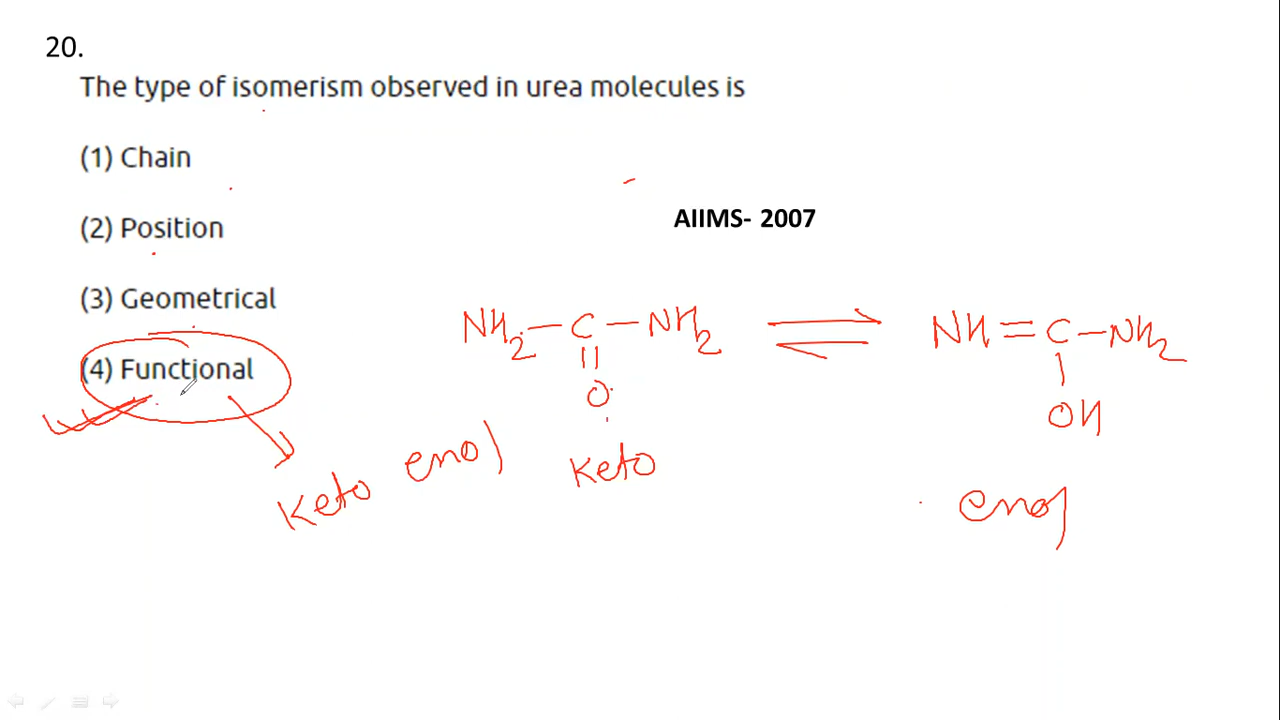 20.
The type of isomerism observed in urea molecules is
(1) Chain
(2) Position
AIIMS- 2007
(3) Geometrical
(4) Functional
NH2 — C — NH2 ⇌ NH = C — NH2
|| |
O OH
Keto enol
Keto
enol